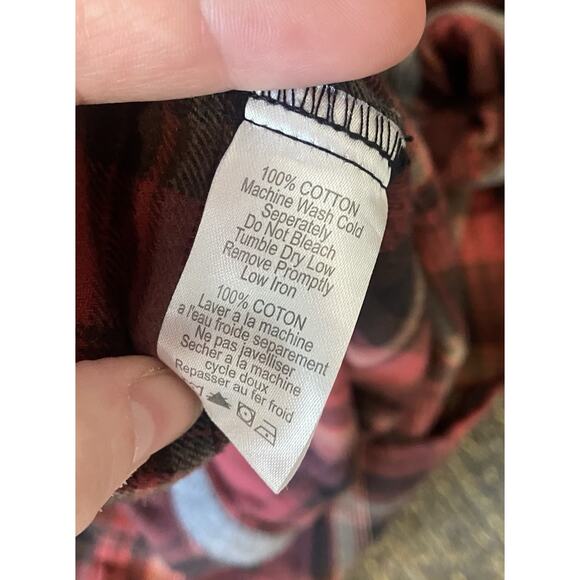 100% COTTON
Machine Wash Cold
Seperately
Do Not Bleach
Tumble Dry Low
Remove Promptly
Low Iron
100% COTON
Laver a la machine
a l'eau froide separement
Ne pas javelliser
Secher a la machine
cycle doux
Repasser au fer froid